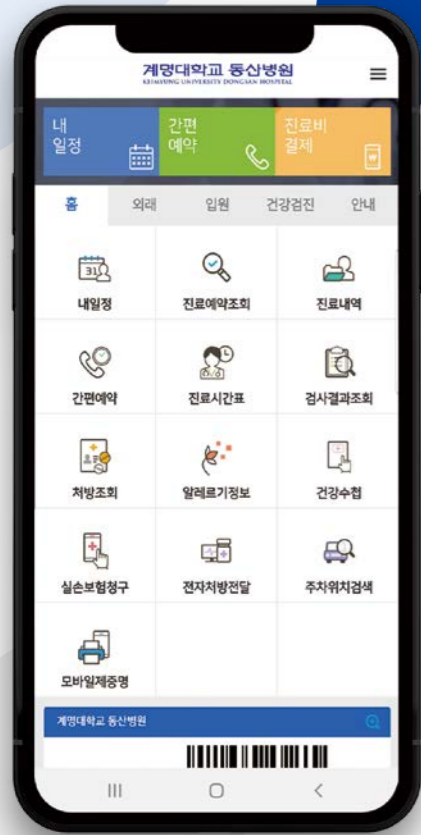 계명대학교 동산병원
KEIMYUNG UNIVERSITY DONGSAN HOSPITAL
내
일정
간편
예약
진료비
결제
W
홈 외래 입원 건강검진 안내
31
내일정 진료예약조회 진료내역
간편예약 진료시간표 검사결과조회
처방조회 알레르기정보 건강수첩
실손보험청구 전자처방전달 주차위치검색
모바일제증명
계명대학교 동산병원